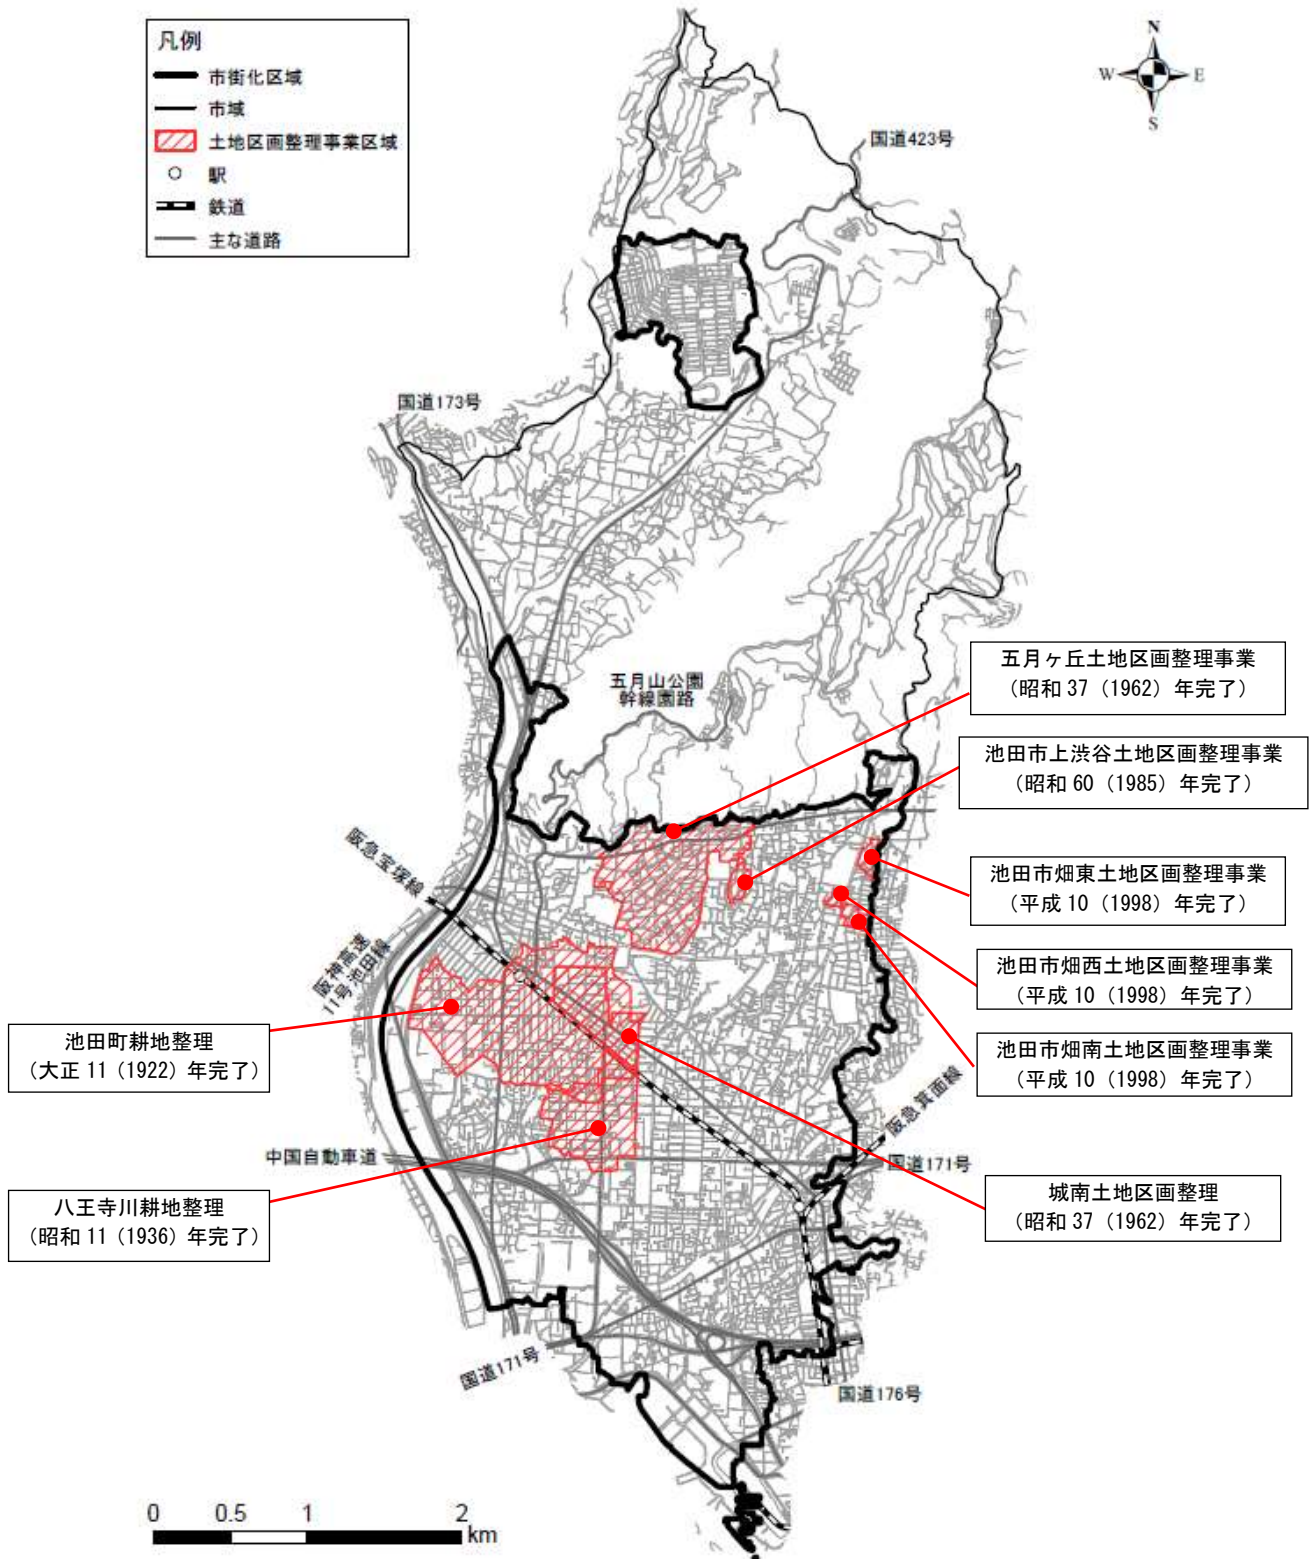 凡例
市街化区域
市域
土地区画整理事業区域
駅
鉄道
主な道路
N
W
E
S
国道423号
国道173号
五月山公園
幹線園路
五月ヶ丘土地区画整理事業
(昭和 37 (1962) 年完了)
池田市上渋谷土地区画整理事業
(昭和 60 (1985) 年完了)
池田市畑東土地区画整理事業
(平成 10 (1998) 年完了)
池田市畑西土地区画整理事業
(平成 10 (1998) 年完了)
池田市畑南土地区画整理事業
(平成 10 (1998) 年完了)
阪急宝塚線
阪神高速
11号池田線
池田町耕地整理
(大正 11 (1922) 年完了)
阪急箕面線
中国自動車道
国道171号
八王寺川耕地整理
(昭和 11 (1936) 年完了)
城南土地区画整理
(昭和 37 (1962) 年完了)
国道171号
国道176号
0 0.5 1 2
km